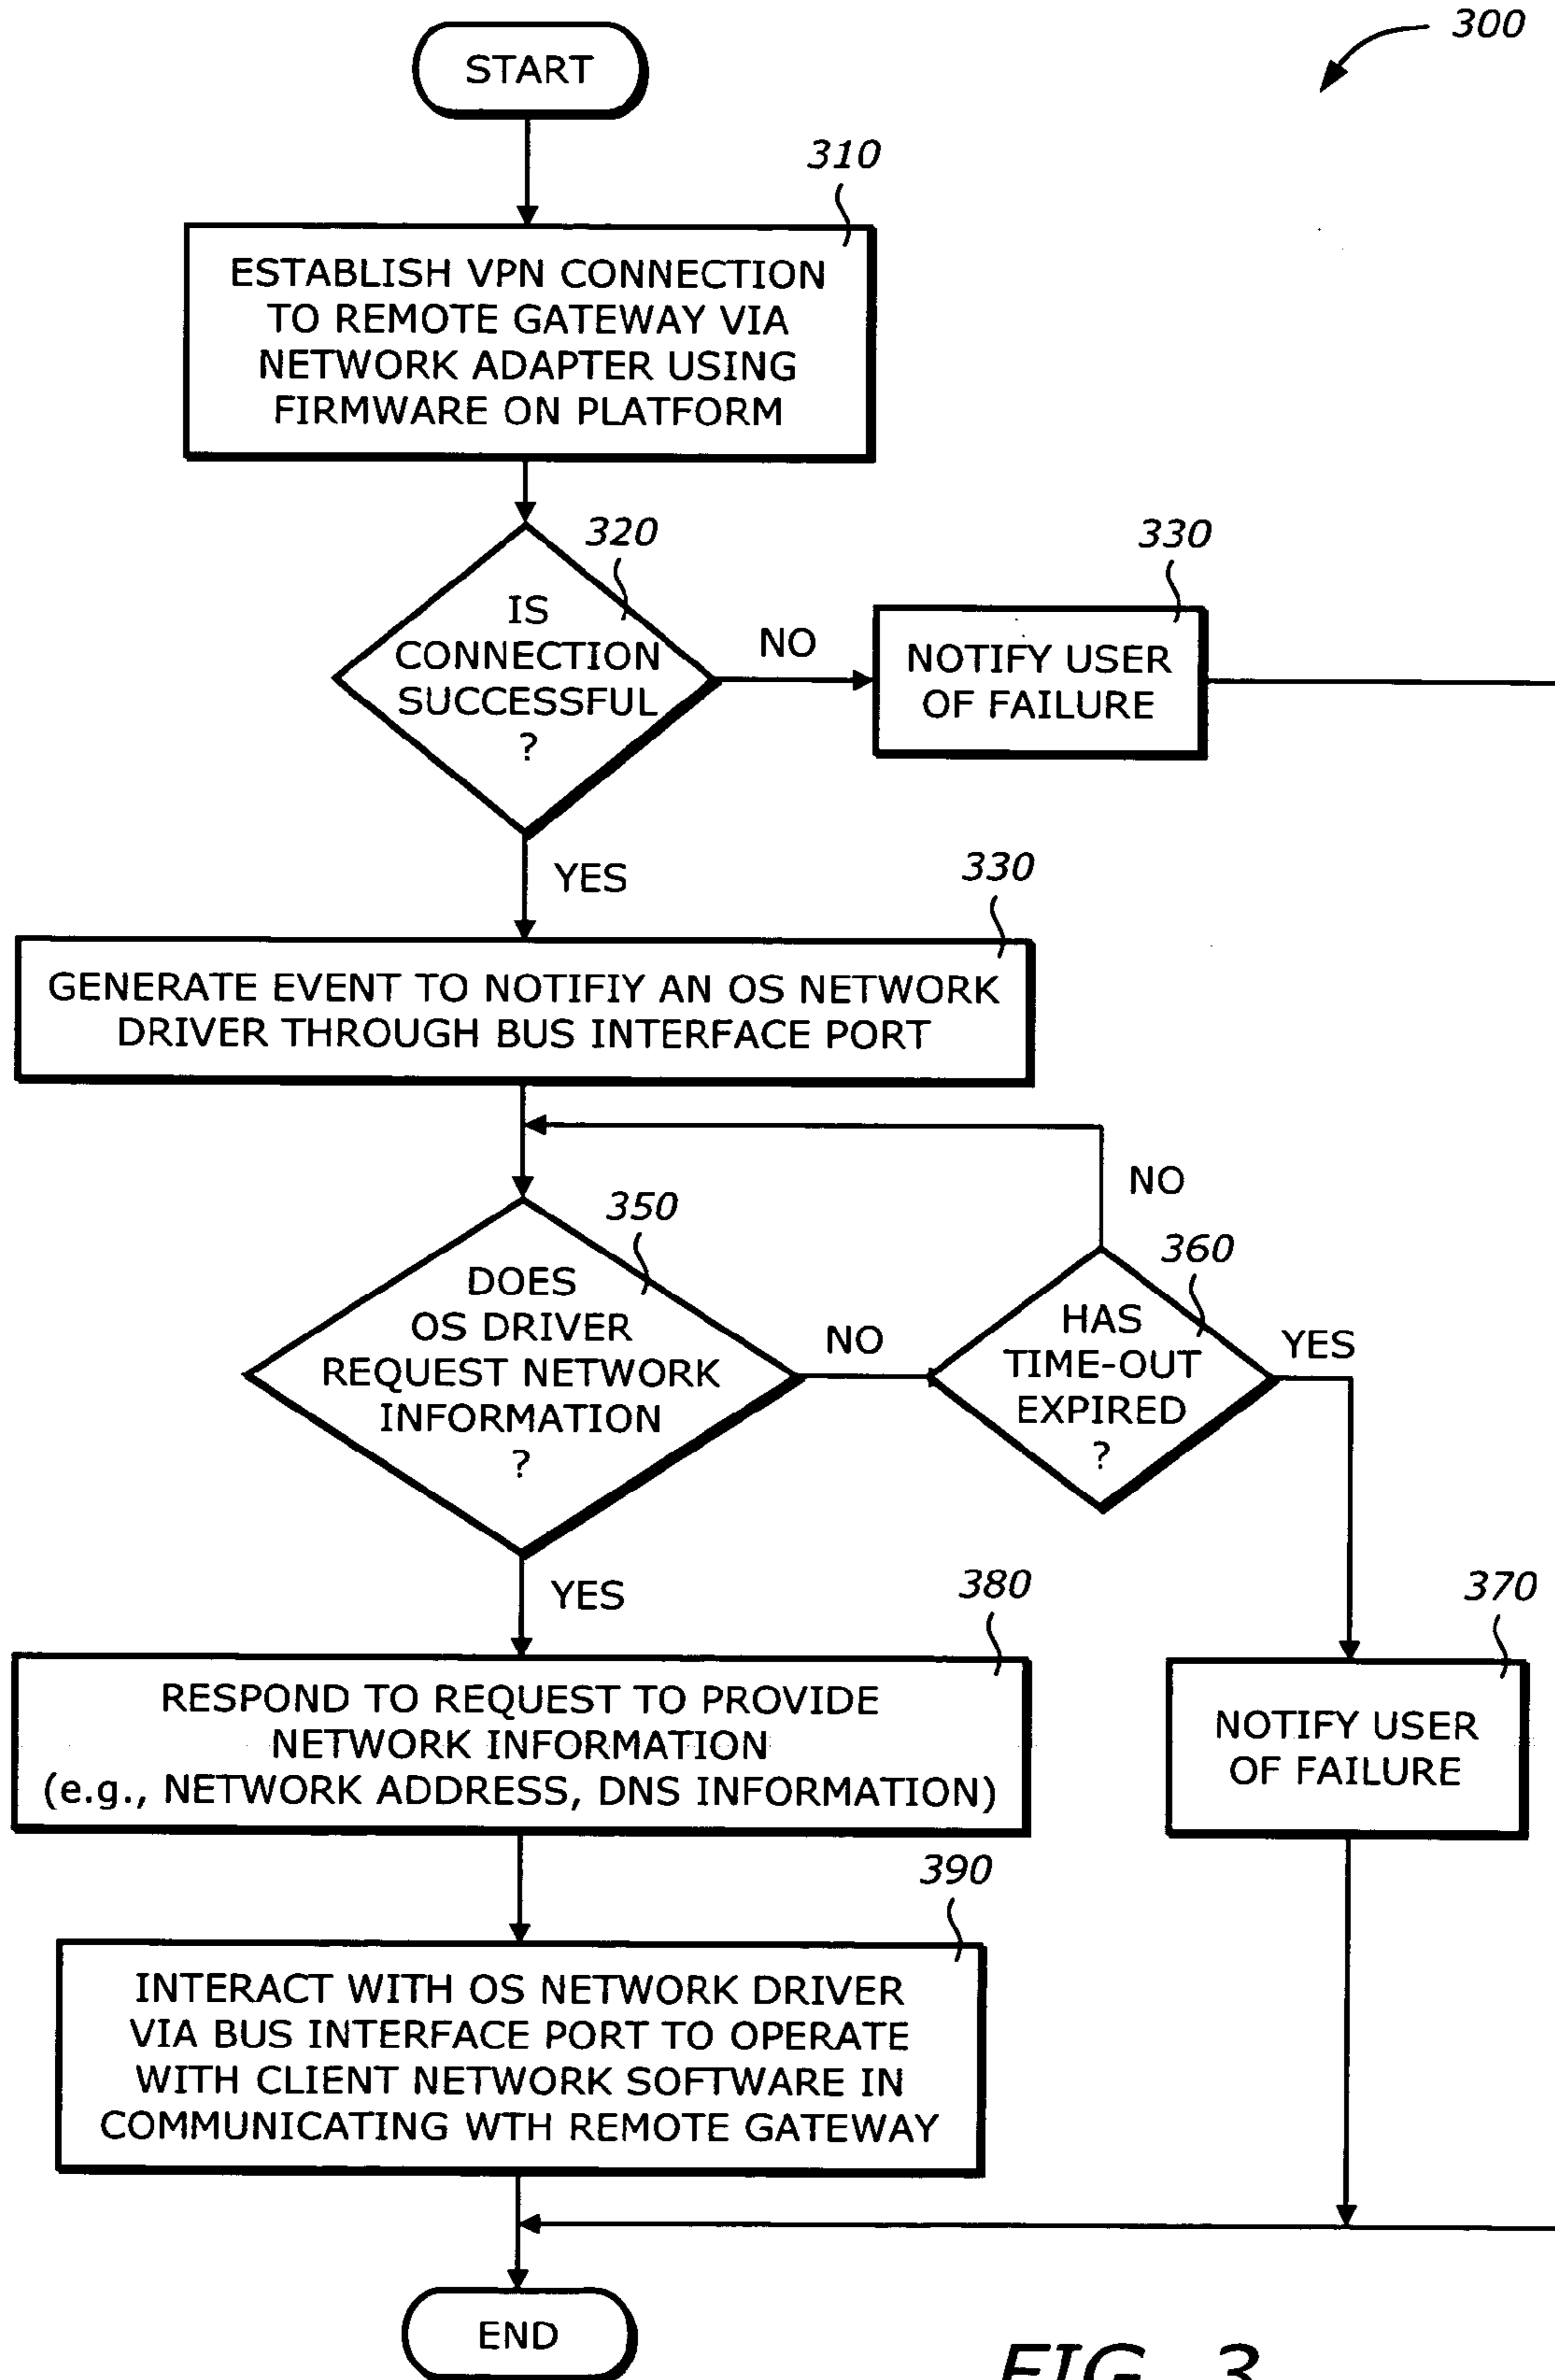 300
START
310
ESTABLISH VPN CONNECTION
TO REMOTE GATEWAY VIA
NETWORK ADAPTER USING
FIRMWARE ON PLATFORM
320
IS
CONNECTION
SUCCESSFUL
?
NO
330
NOTIFY USER
OF FAILURE
YES
330
GENERATE EVENT TO NOTIFIY AN OS NETWORK
DRIVER THROUGH BUS INTERFACE PORT
350
DOES
OS DRIVER
REQUEST NETWORK
INFORMATION
?
NO
NO
360
HAS
TIME-OUT
EXPIRED
?
YES
YES
380
RESPOND TO REQUEST TO PROVIDE
NETWORK INFORMATION
(e.g., NETWORK ADDRESS, DNS INFORMATION)
370
NOTIFY USER
OF FAILURE
390
INTERACT WITH OS NETWORK DRIVER
VIA BUS INTERFACE PORT TO OPERATE
WITH CLIENT NETWORK SOFTWARE IN
COMMUNICATING WTH REMOTE GATEWAY
END
FIG. 3